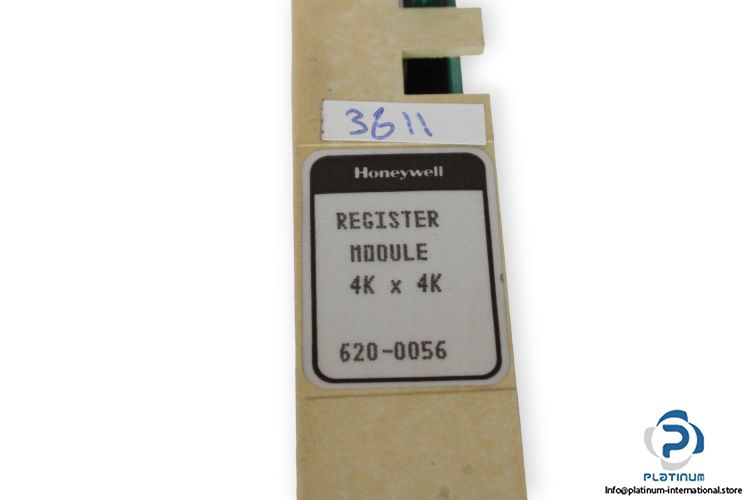 3611
Honeywell
REGISTER
MODULE
4K x 4K
620-0056
PLATINUM
Info@platinum-international.store